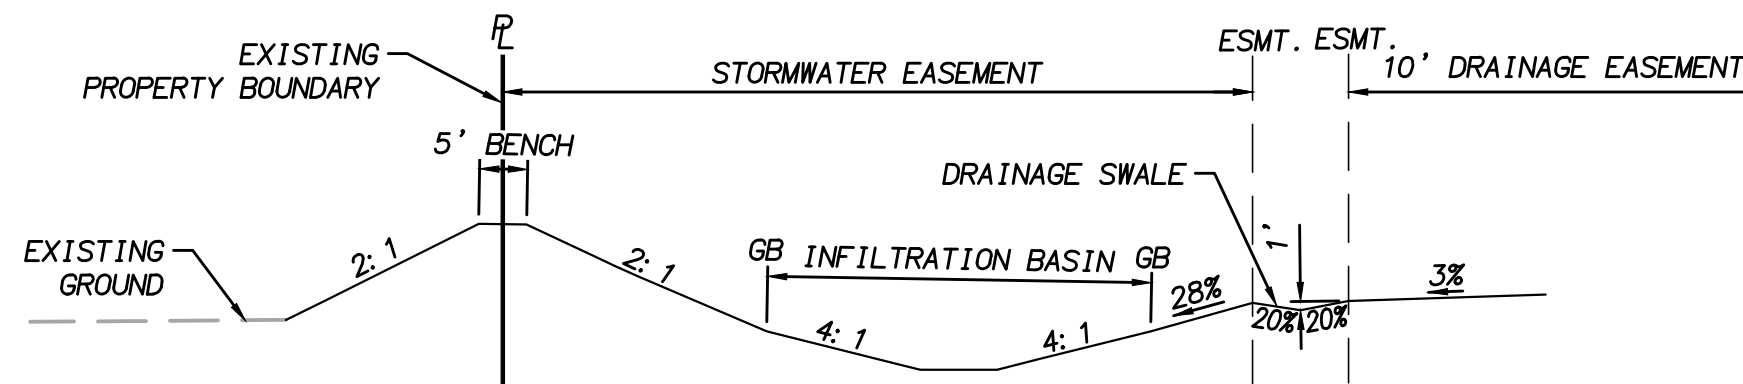 PL
ESMT. ESMT.
EXISTING
PROPERTY BOUNDARY
STORMWATER EASEMENT
10' DRAINAGE EASEMENT
5' BENCH
DRAINAGE SWALE
EXISTING
GROUND
2:1
2:1
GB INFILTRATION BASIN GB
1'
28%
3%
4:1
4:1
20% 20%